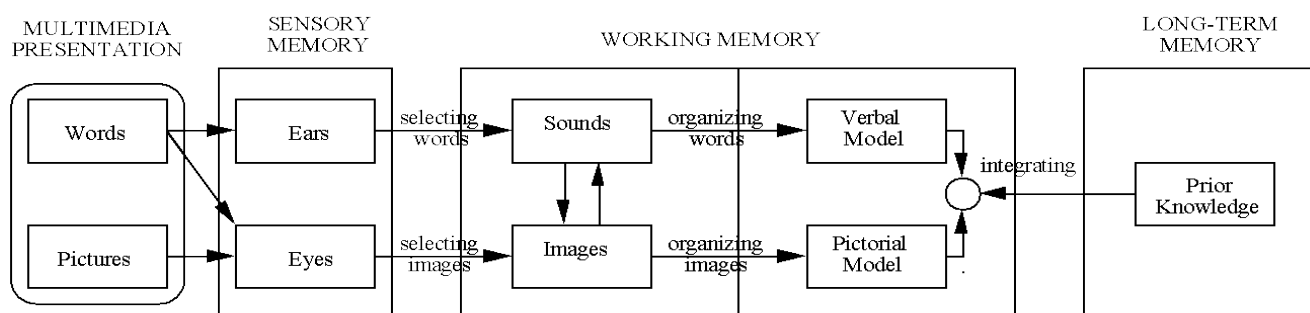 MULTIMEDIA
PRESENTATION
SENSORY
MEMORY
WORKING MEMORY
LONG-TERM
MEMORY
Words
Ears
selecting
words
Sounds
organizing
words
Verbal
Model
integrating
Prior
Knowledge
Pictures
Eyes
selecting
images
Images
organizing
images
Pictorial
Model